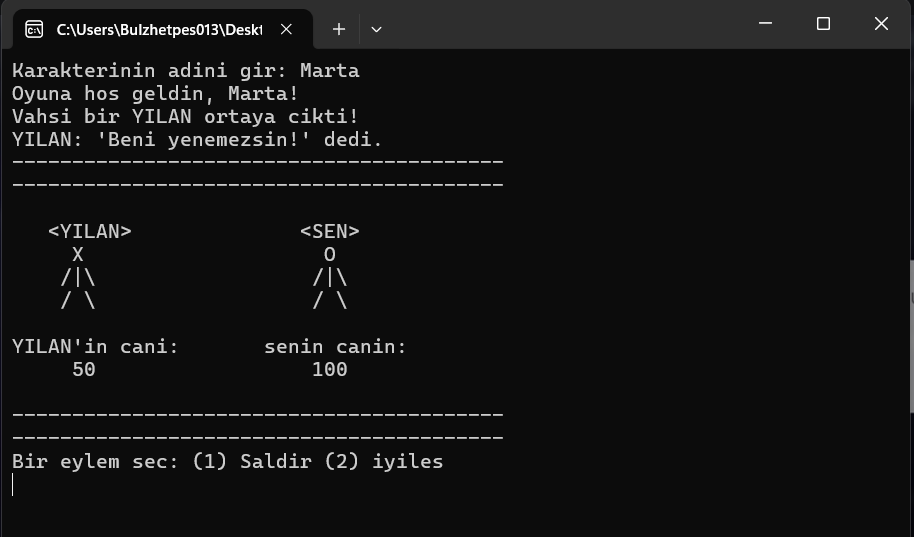 C:\Users\Bulzhetpes013\Deskt
Karakterinin adini gir: Marta
Oyuna hos geldin, Marta!
Vahsi bir YILAN ortaya cikti!
YILAN: 'Beni yenemezsin!' dedi.
-----------------------------------------
-----------------------------------------
<YILAN> <SEN>
X O
/|\ /|\
/ \ / \
YILAN'in cani: senin canin:
50 100
-----------------------------------------
-----------------------------------------
Bir eylem sec: (1) Saldir (2) iyiles